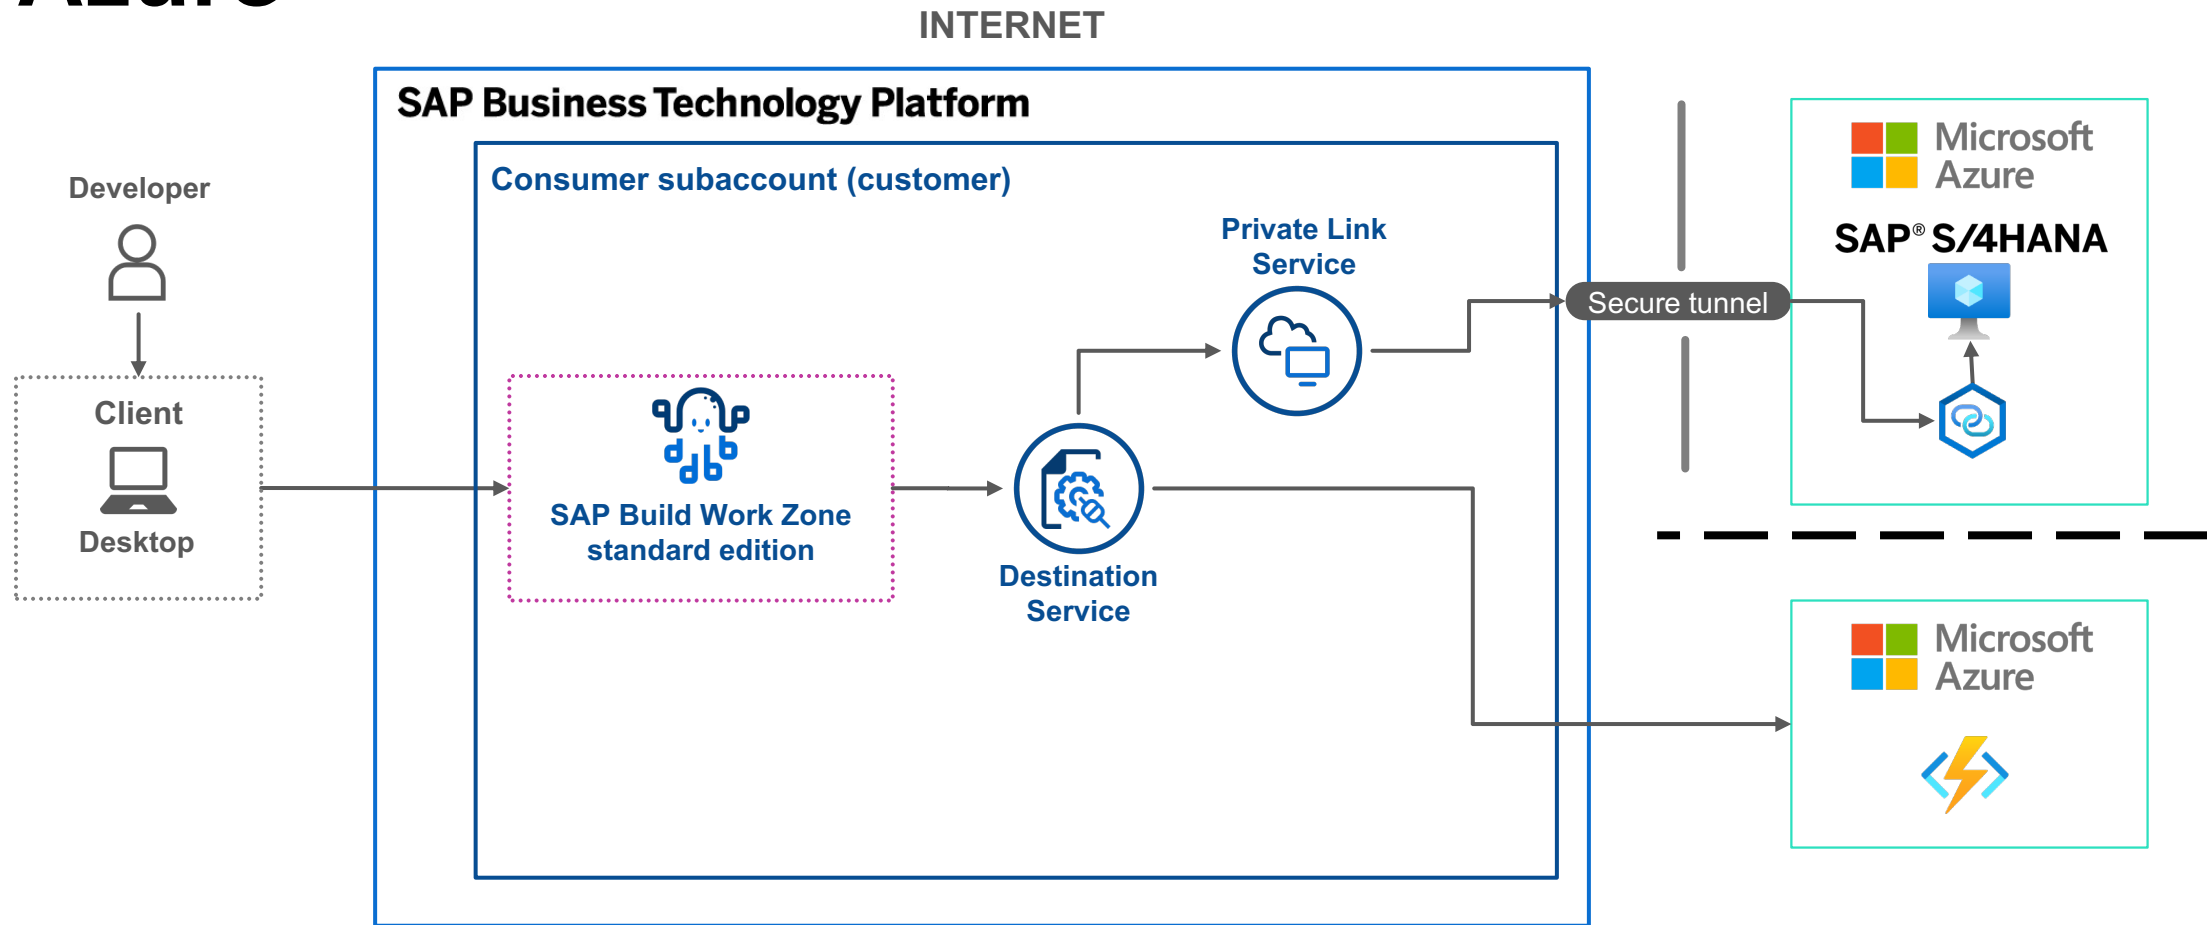 Azure
INTERNET
SAP Business Technology Platform
Consumer subaccount (customer)
Developer
Client
Desktop
SAP Build Work Zone
standard edition
Destination
Service
Private Link
Service
Secure tunnel
Microsoft
Azure
SAP® S/4HANA
Microsoft
Azure